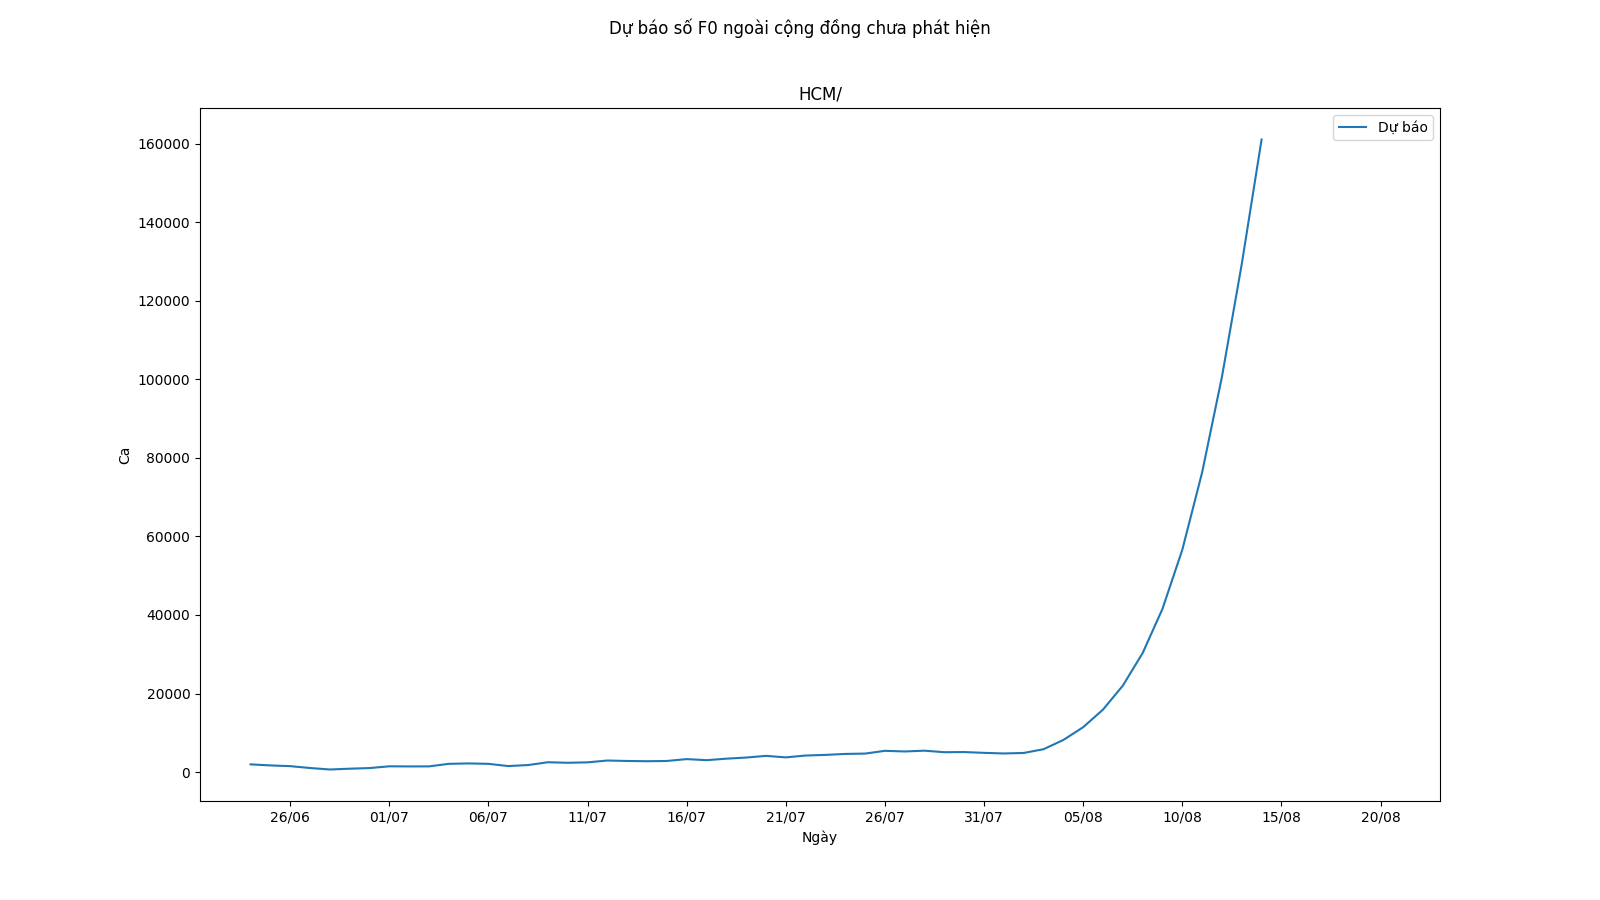 Dự báo số F0 ngoài cộng đồng chưa phát hiện
HCM/
Dự báo
160000
140000
120000
100000
80000
60000
40000
20000
0
Ca
26/06 01/07 06/07 11/07 16/07 21/07 26/07 31/07 05/08 10/08 15/08 20/08
Ngày